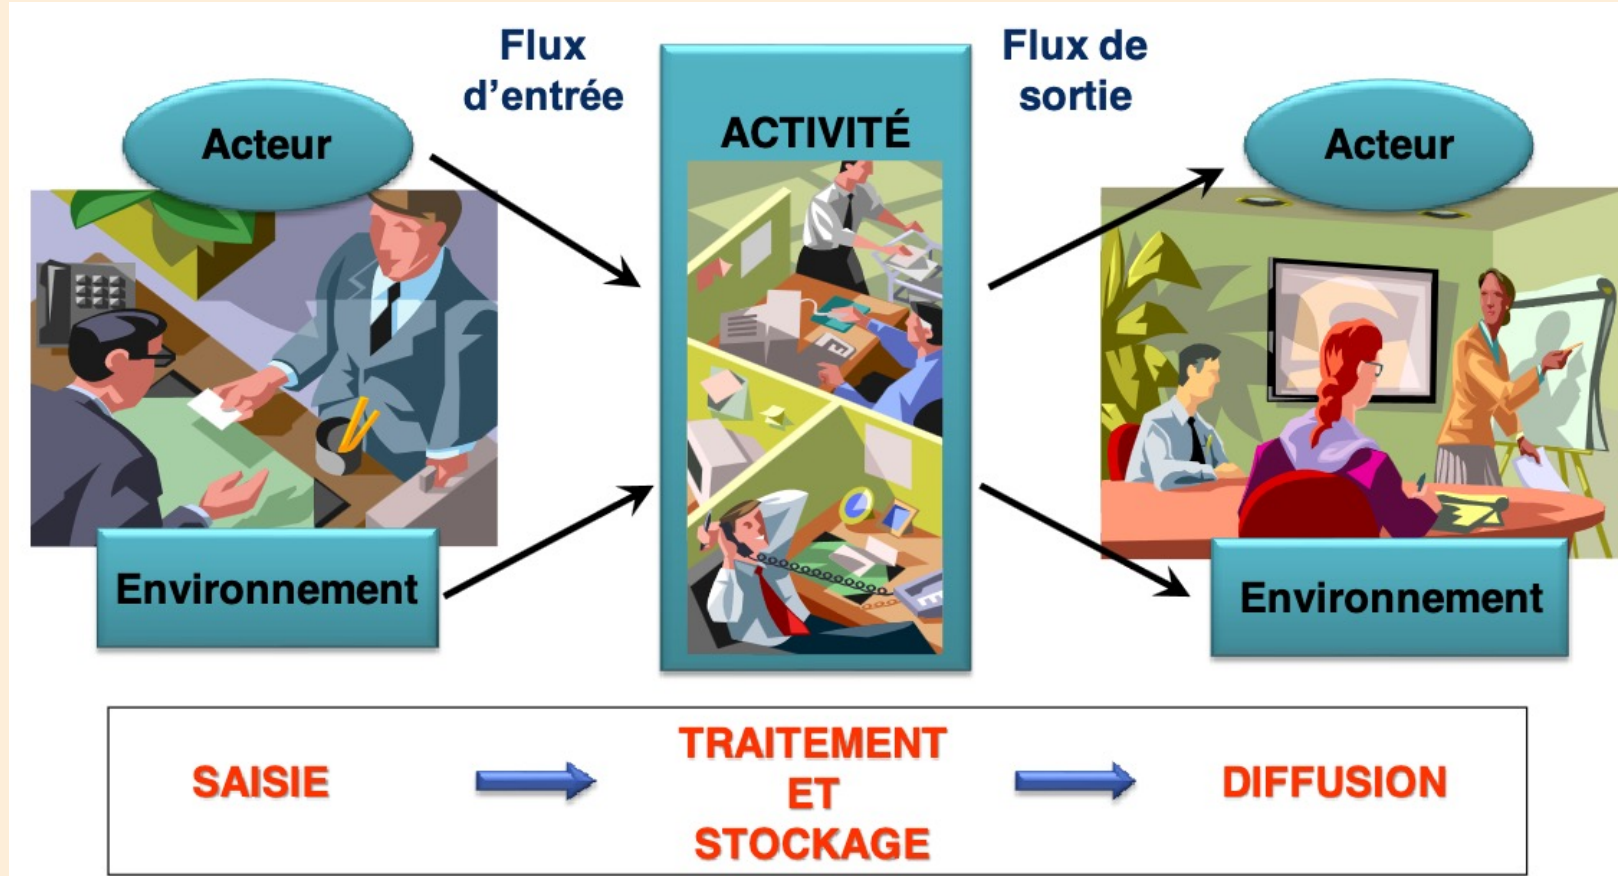 Flux
d’entrée
Flux de
sortie
Acteur
ACTIVITÉ
Acteur
Environnement
Environnement
SAISIE
TRAITEMENT
ET
STOCKAGE
DIFFUSION